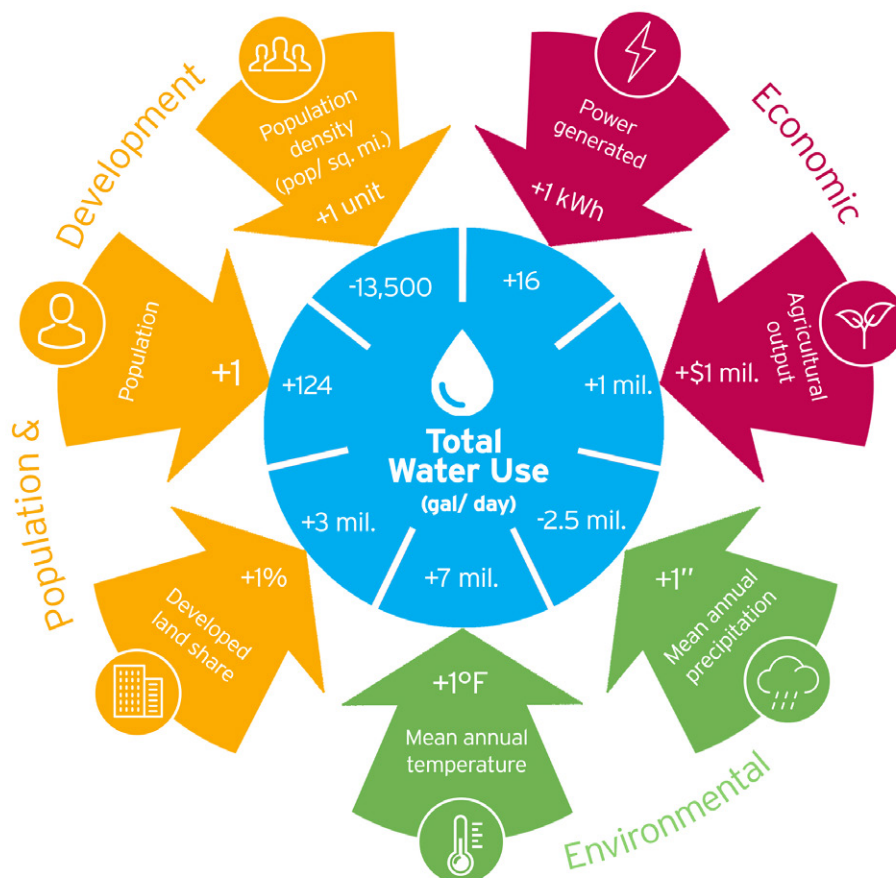 Population &
Development
Economic
Environmental
Population
density
(pop/ sq. mi.)
+1 unit
-13,500
Power
generated
+1 kWh
+16
Agricultural
output
+$1 mil.
+1 mil.
Mean annual
precipitation
+1’’
-2.5 mil.
+1°F
Mean annual
temperature
+7 mil.
Developed
land share
+1%
+3 mil.
Population
+1
+124
Total
Water Use
(gal/ day)